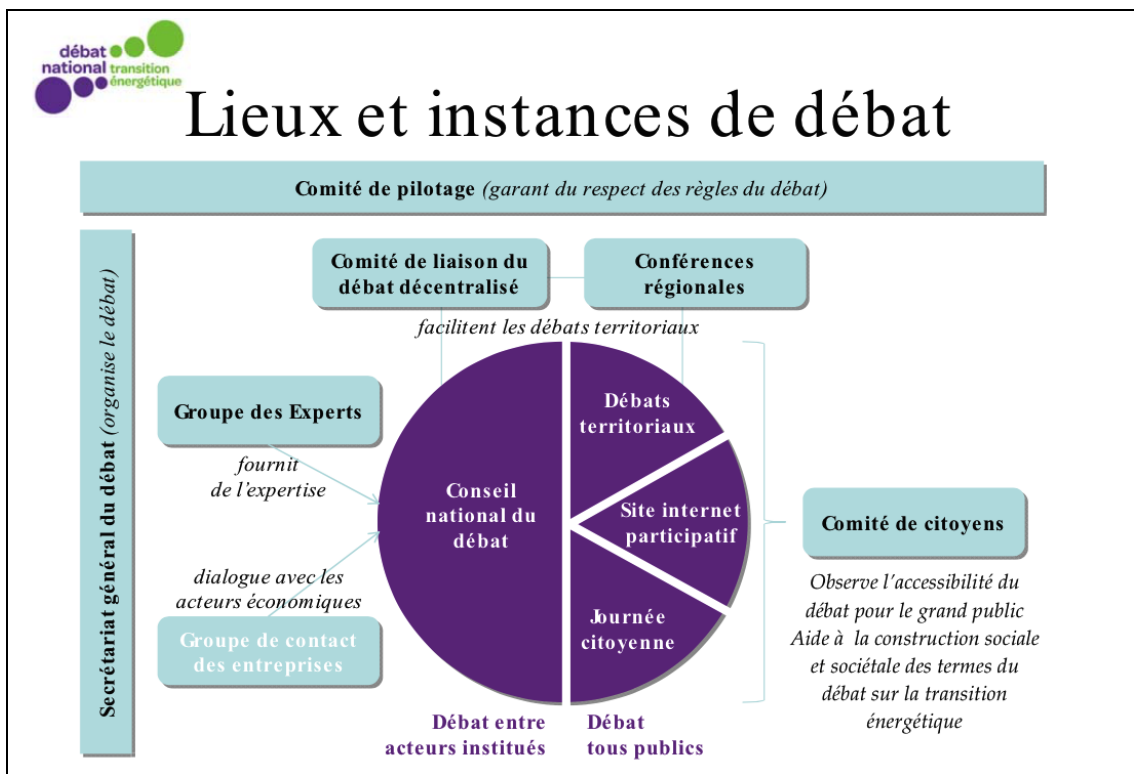 débat
national transition
énergétique
Lieux et instances de débat
Comité de pilotage (garant du respect des règles du débat)
Secrétariat général du débat (organise le débat)
Comité de liaison du
débat décentralisé
Conférences
régionales
facilitent les débats territoriaux
Groupe des Experts
fournit
de l’expertise
Conseil
national du
débat
Débats
territoriaux
Site internet
participatif
Journée
citoyenne
dialogue avec les
acteurs économiques
Groupe de contact
des entreprises
Comité de citoyens
Observe l’accessibilité du
débat pour le grand public
Aide à la construction sociale
et sociétale des termes du
débat sur la transition
énergétique
Débat entre
acteurs institués
Débat
tous publics